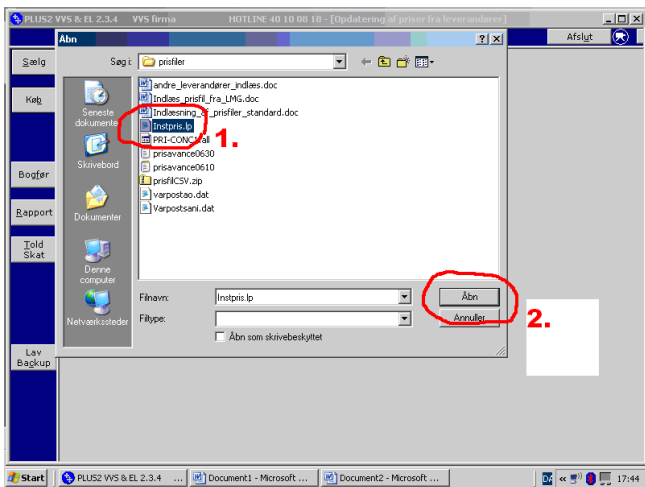 PLUS2 VVS & EL 2.3.4 VVS firma HOTLINE 40 10 08 18 - [Opdatering af priser fra leverandører]
Afslut
Åbn
Sælg
Køb
Bogfør
Rapport
Told
Skat
Lav
Backup
Søg i:
prisfiler
Seneste
dokumenter
Skrivebord
Dokumenter
Denne
computer
Netværkssteder
andre_leverandører_indlæs.doc
Indlæs_prisfil_fra_LMG.doc
Indlæsning_af_prisfiler_standard.doc
Instpris.lp
1.
prisavance0630
prisavance0610
prisfilCSV.zip
varpostao.dat
Varpostsani.dat
Filnavn:
Instpris.lp
Åbn
Filtype:
Annuller
2.
Åbn som skrivebeskyttet
Start
PLUS2 VVS & EL 2.3.4 ...
Document1 - Microsoft ...
Document2 - Microsoft ...
DA
17:44